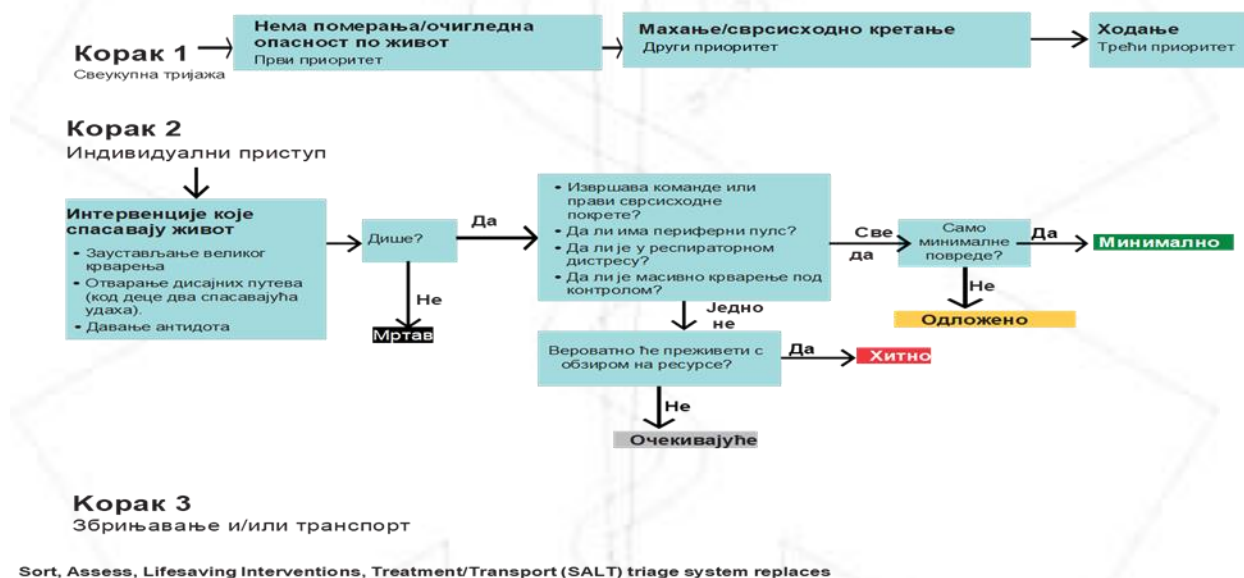 Корак 1
Свеукупна тријажа
Нема померања/очигледна
опасност по живот
Први приоритет
Махање/сврсисходно кретање
Други приоритет
Ходање
Трећи приоритет
Корак 2
Индивидуални приступ
Интервенције које
спасавају живот
• Заустављање великог
крварења
• Отварање дисајних путева
(код деце два спасавајућа
удаха).
• Давање антидота
Дише?
Да
Не
Мртав
• Извршава команде или
прави сврсисходне
покрете?
• Да ли има периферни пулс?
• Да ли је у респираторном
дистресу?
• Да ли је масивно крварење под
контролом?
Све
да
Само
минималне
повреде?
Да
Минимално
Не
Одложено
Једно
не
Вероватно ће преживети с
обзиром на ресурсе?
Да
Хитно
Не
Очекивајуће
Корак 3
Збрињавање и/или транспорт
Sort, Assess, Lifesaving Interventions, Treatment/Transport (SALT) triage system replaces